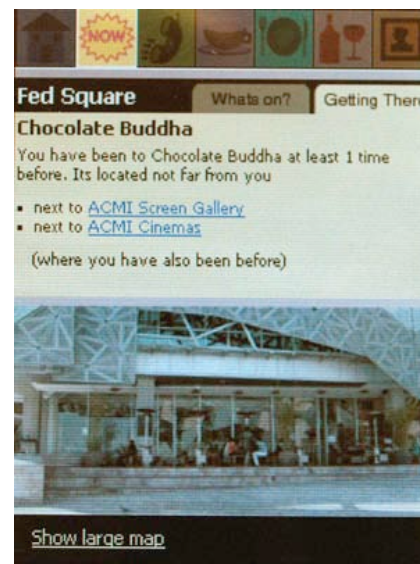 NOW
Fed Square
Whats on?
Getting There
Chocolate Buddha
You have been to Chocolate Buddha at least 1 time
before. Its located not far from you
▪ next to ACMI Screen Gallery
▪ next to ACMI Cinemas
(where you have also been before)
Show large map